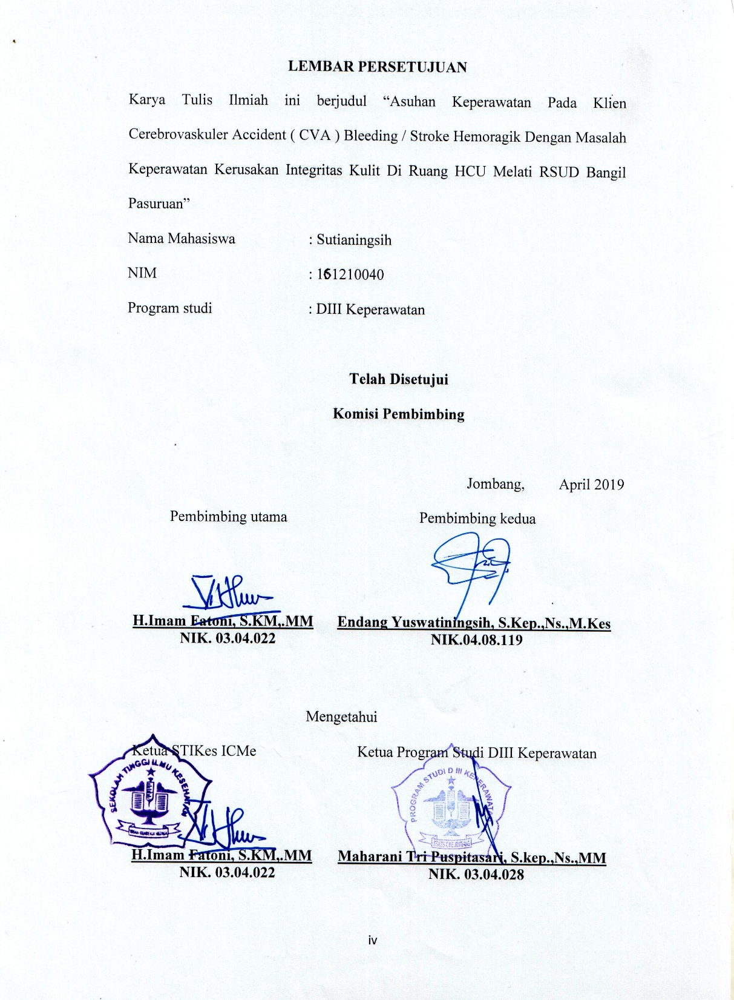 LEMBAR PERSETUJUAN
Karya Tulis Ilmiah ini berjudul “Asuhan Keperawatan Pada Klien
Cerebrovaskuler Accident ( CVA ) Bleeding / Stroke Hemoragik Dengan Masalah
Keperawatan Kerusakan Integritas Kulit Di Ruang HCU Melati RSUD Bangil
Pasuruan”
Nama Mahasiswa : Sutianingsih
NIM : 161210040
Program studi : DIII Keperawatan
Telah Disetujui
Komisi Pembimbing
Jombang, April 2019
Pembimbing utama Pembimbing kedua
H.Imam Fatoni, S.KM,.MM Endang Yuswatiningsih, S.Kep.,Ns.,M.Kes
NIK. 03.04.022 NIK.04.08.119
Mengetahui
Ketua STIKes ICMe Ketua Program Studi DIII Keperawatan
SEKOLAH TINGGI ILMU KESEHATAN
PROGRAM STUDI D III KEPERAWATAN
STIKES ICME JOMBANG
H.Imam Fatoni, S.KM,.MM Maharani Tri Puspitasari, S.kep.,Ns.,MM
NIK. 03.04.022 NIK. 03.04.028
iv